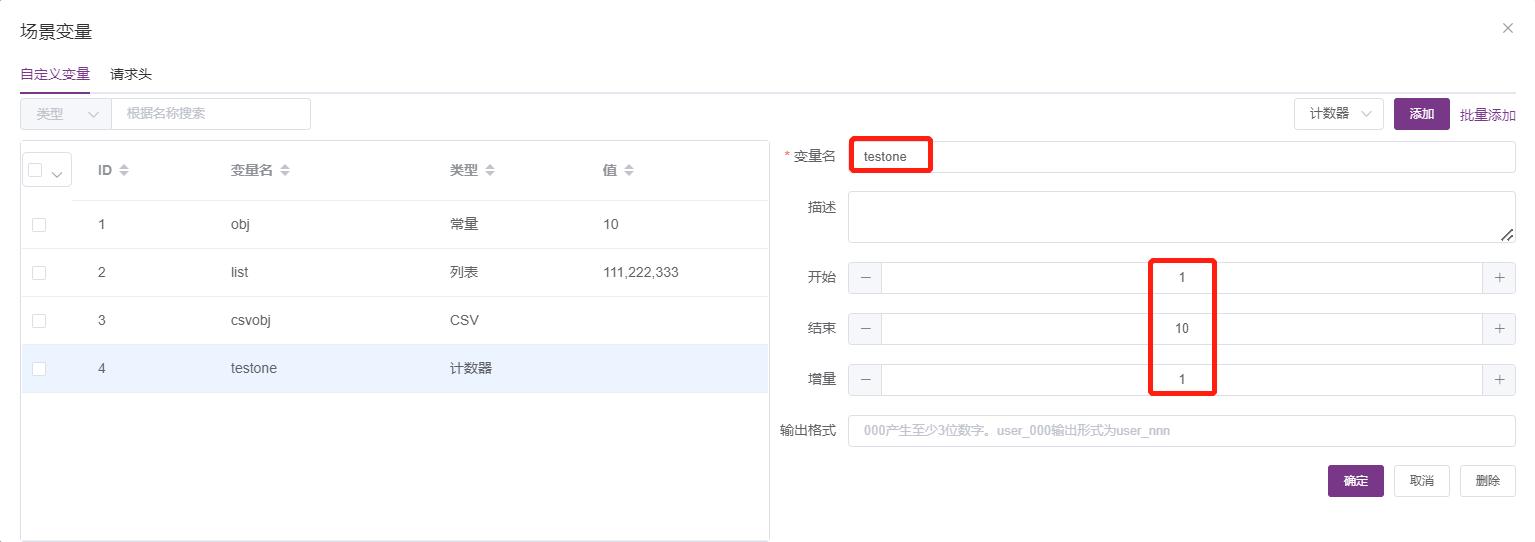 场景变量
自定义变量 请求头
类型 根据名称搜索 计数器 添加 批量添加
ID 变量名 类型 值
1 obj 常量 10
2 list 列表 111,222,333
3 csvobj CSV
4 testone 计数器
* 变量名 testone
描述
开始 1
结束 10
增量 1
输出格式 000产生至少3位数字。user_000输出形式为user_nnn
确定 取消 删除